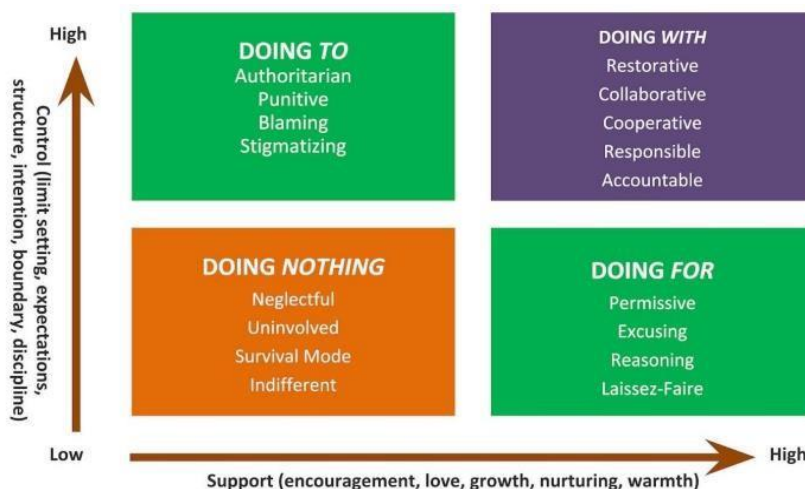 High
Control (limit setting, expectations,
structure, intention, boundary, discipline)
DOING TO
Authoritarian
Punitive
Blaming
Stigmatizing
DOING WITH
Restorative
Collaborative
Cooperative
Responsible
Accountable
DOING NOTHING
Neglectful
Uninvolved
Survival Mode
Indifferent
DOING FOR
Permissive
Excusing
Reasoning
Laissez-Faire
Low
High
Support (encouragement, love, growth, nurturing, warmth)